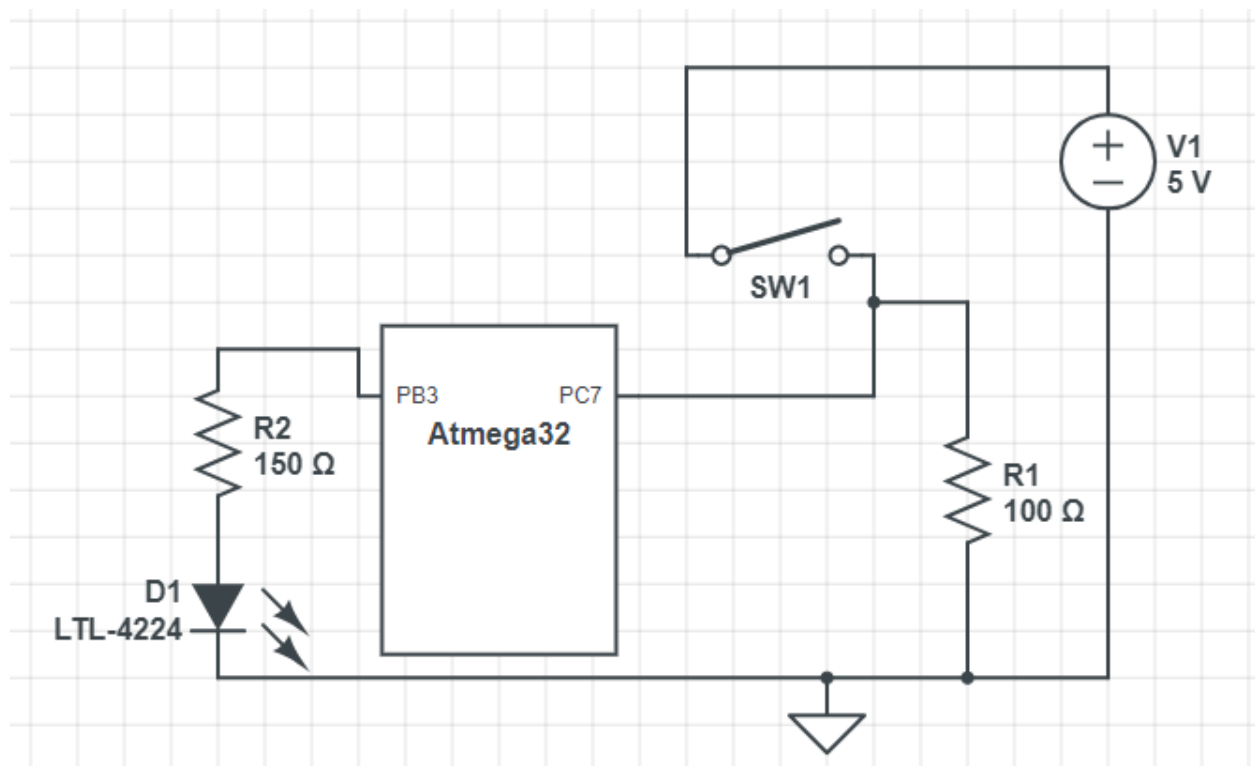 V1
5 V
SW1
PB3
PC7
Atmega32
R2
150 Ω
R1
100 Ω
D1
LTL-4224